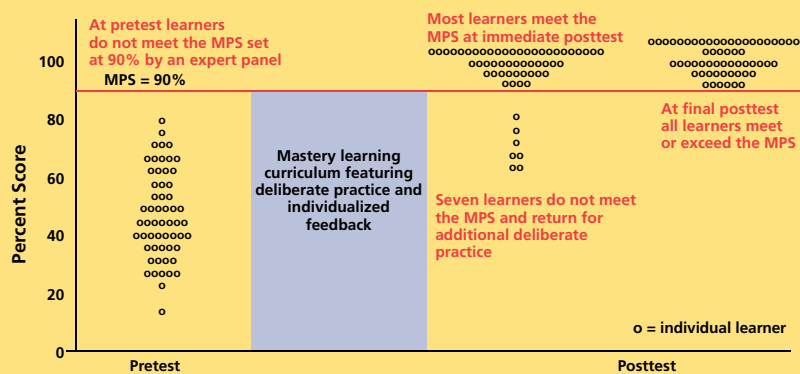 At pretest learners
do not meet the MPS set
at 90% by an expert panel
MPS = 90%
Most learners meet the
MPS at immediate posttest
At final posttest
all learners meet
or exceed the MPS
Mastery learning
curriculum featuring
deliberate practice and
individualized
feedback
Seven learners do not meet
the MPS and return for
additional deliberate
practice
o = individual learner
Percent Score
100
80
60
40
20
0
Pretest
Posttest